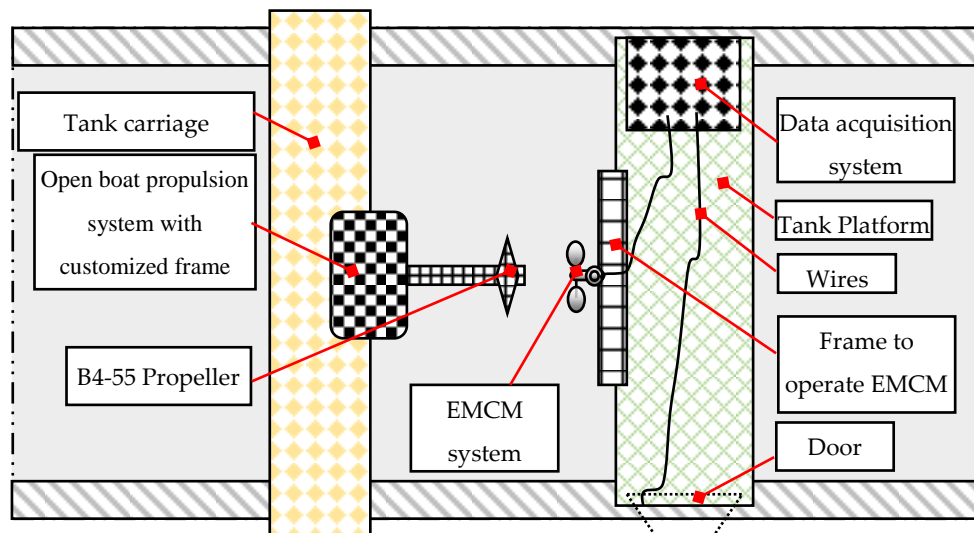 Tank carriage
Open boat propulsion
system with
customized frame
B4-55 Propeller
EMCM
system
Data acquisition
system
Tank Platform
Wires
Frame to
operate EMCM
Door